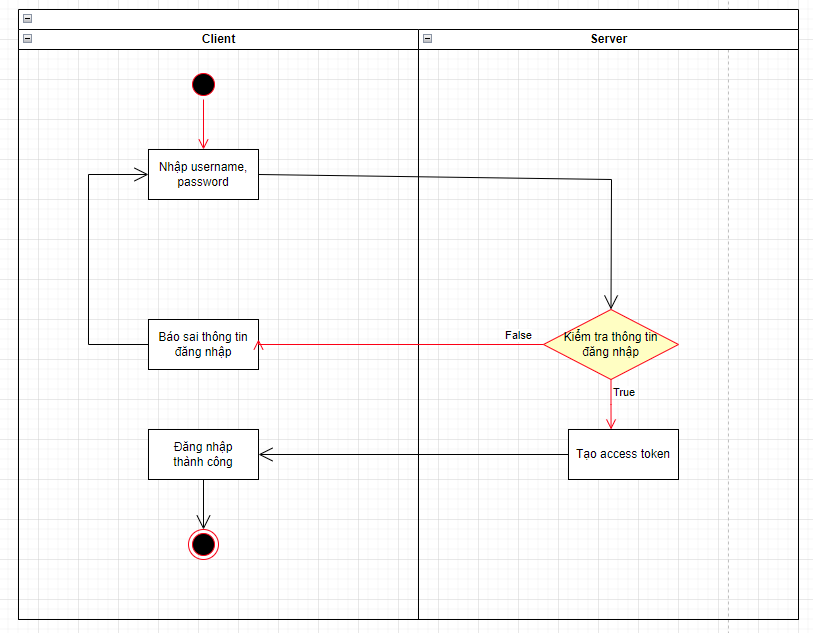 Client
Server
Nhập username,
password
Báo sai thông tin
đăng nhập
False
Kiểm tra thông tin
đăng nhập
True
Đăng nhập
thành công
Tạo access token